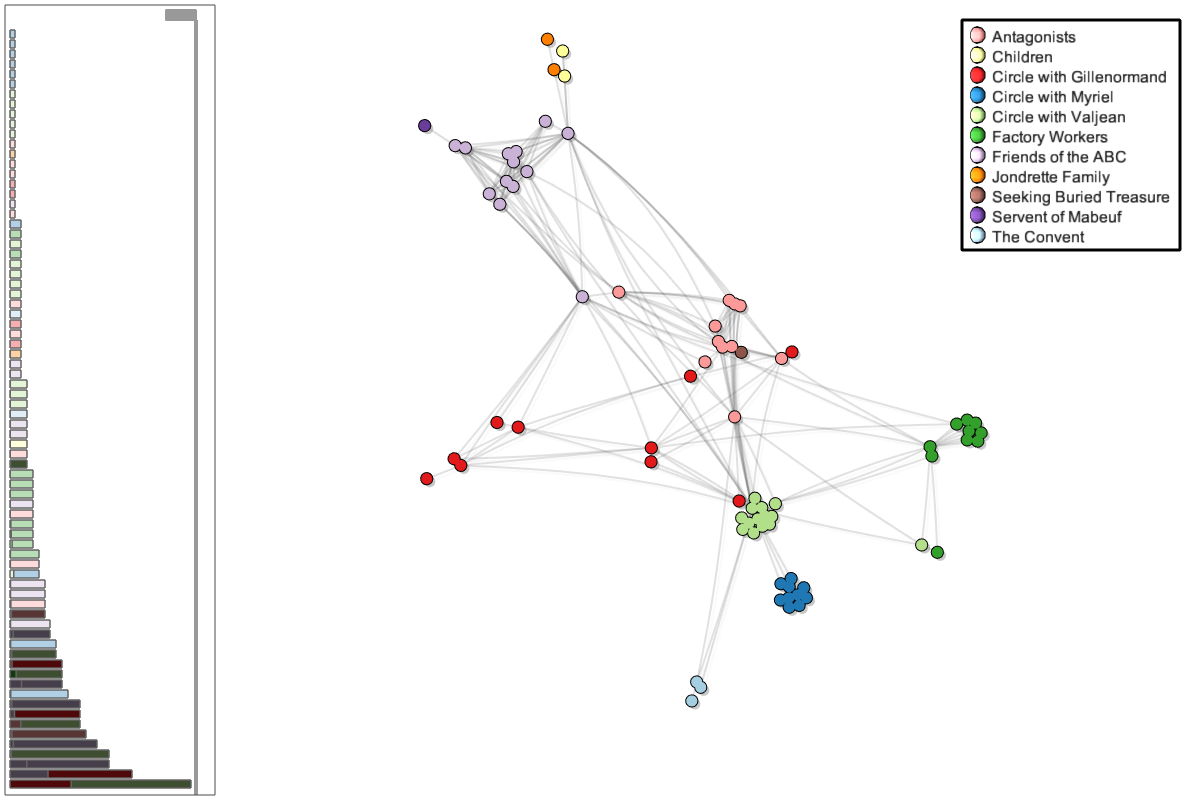 Antagonists
Children
Circle with Gillenormand
Circle with Myriel
Circle with Valjean
Factory Workers
Friends of the ABC
Jondrette Family
Seeking Buried Treasure
Servent of Mabeuf
The Convent